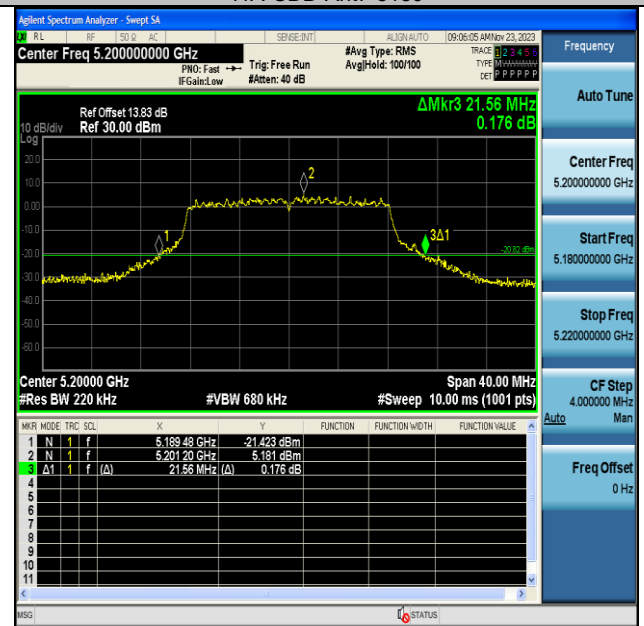 Agilent Spectrum Analyzer - Swept SA
RL RF 50 Ω AC SENSE:INT ALIGN AUTO 09:06:05 AM Nov 23, 2023
Center Freq 5.200000000 GHz #Avg Type: RMS TRACE 1 2 3 4 5 6
PNO: Fast Trig: Free Run Avg|Hold: 100/100 TYPE M
IFGain:Low #Atten: 40 dB DET P P P P P P
Ref Offset 13.83 dB ΔMkr3 21.56 MHz
10 dB/div Ref 30.00 dBm 0.176 dB
Log
20.0
10.0
0.00
-10.0
-20.0
-30.0
-40.0
-50.0
-60.0
1
2
3Δ1
-20.82 dBm
Center 5.20000 GHz Span 40.00 MHz
#Res BW 220 kHz #VBW 680 kHz #Sweep 10.00 ms (1001 pts)
MKR MODE TRC SCL X Y FUNCTION FUNCTION WIDTH FUNCTION VALUE
1 N 1 f 5.189 48 GHz -21.423 dBm
2 N 1 f 5.201 20 GHz 5.181 dBm
3 Δ1 1 f (Δ) 21.56 MHz (Δ) 0.176 dB
4
5
6
7
8
9
10
11
MSG STATUS
Frequency
Auto Tune
Center Freq
5.200000000 GHz
Start Freq
5.180000000 GHz
Stop Freq
5.220000000 GHz
CF Step
4.000000 MHz
Auto Man
Freq Offset
0 Hz